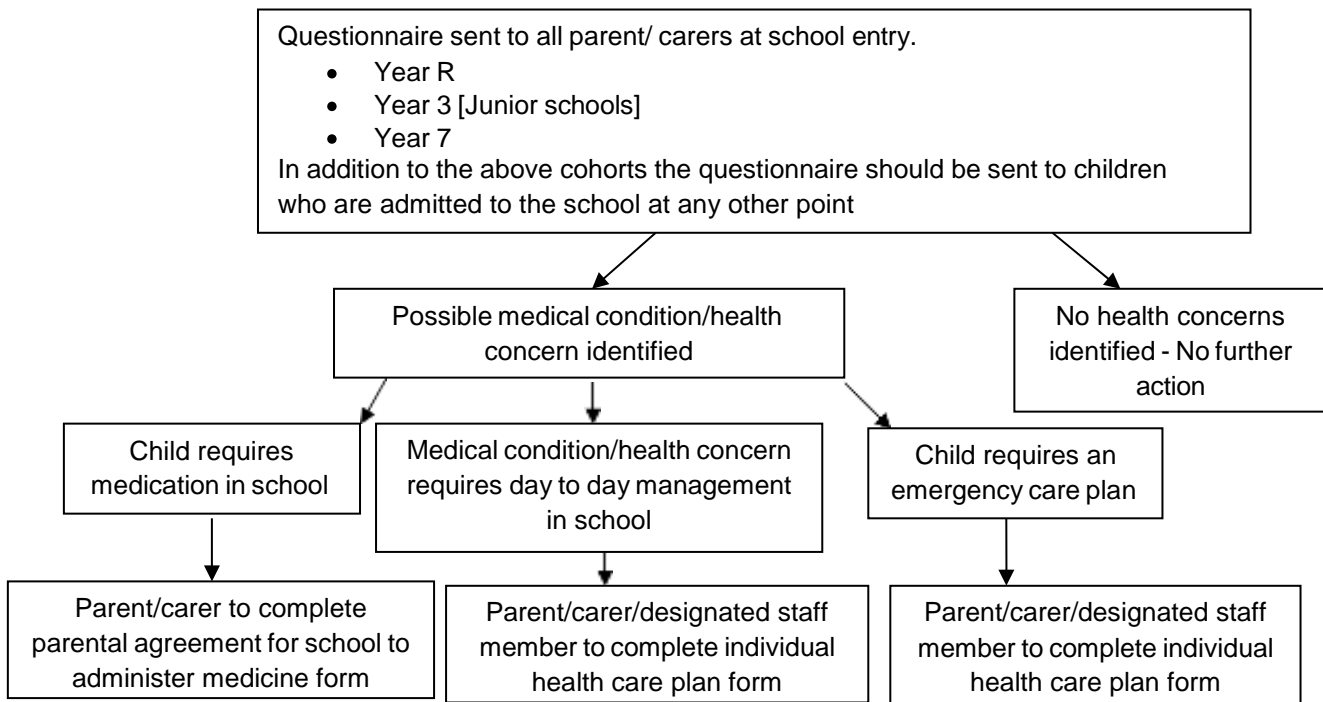 Questionnaire sent to all parent/ carers at school entry.
• Year R
• Year 3 [Junior schools]
• Year 7
In addition to the above cohorts the questionnaire should be sent to children
who are admitted to the school at any other point
Possible medical condition/health
concern identified
No health concerns
identified - No further
action
Child requires
medication in school
Medical condition/health concern
requires day to day management
in school
Child requires an
emergency care plan
Parent/carer to complete
parental agreement for school to
administer medicine form
Parent/carer/designated staff
member to complete individual
health care plan form
Parent/carer/designated staff
member to complete individual
health care plan form